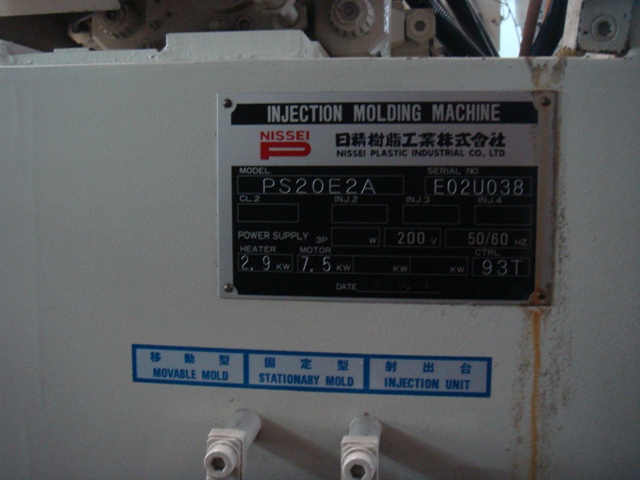 INJECTION MOLDING MACHINE
NISSEI
P
日精樹脂工業株式会社
NISSEI PLASTIC INDUSTRIAL CO., LTD.
MODEL SERIAL NO.
PS20E2A E02U038
CL.2 INJ.2 INJ.3 INJ.4
POWER SUPPLY 3P W 200 V 50/60 HZ
HEATER MOTOR CTRL
2.9 KW 7.5 KW KW KW 93T
DATE
移動型 固定型 射出台
MOVABLE MOLD STATIONARY MOLD INJECTION UNIT